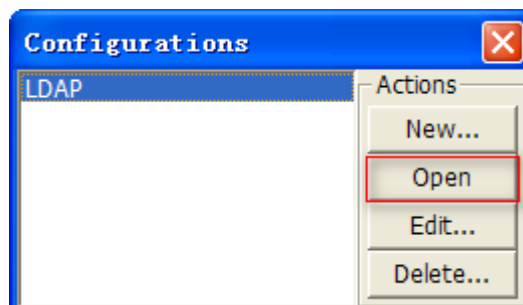 Configurations
LDAP
Actions
New...
Open
Edit...
Delete...